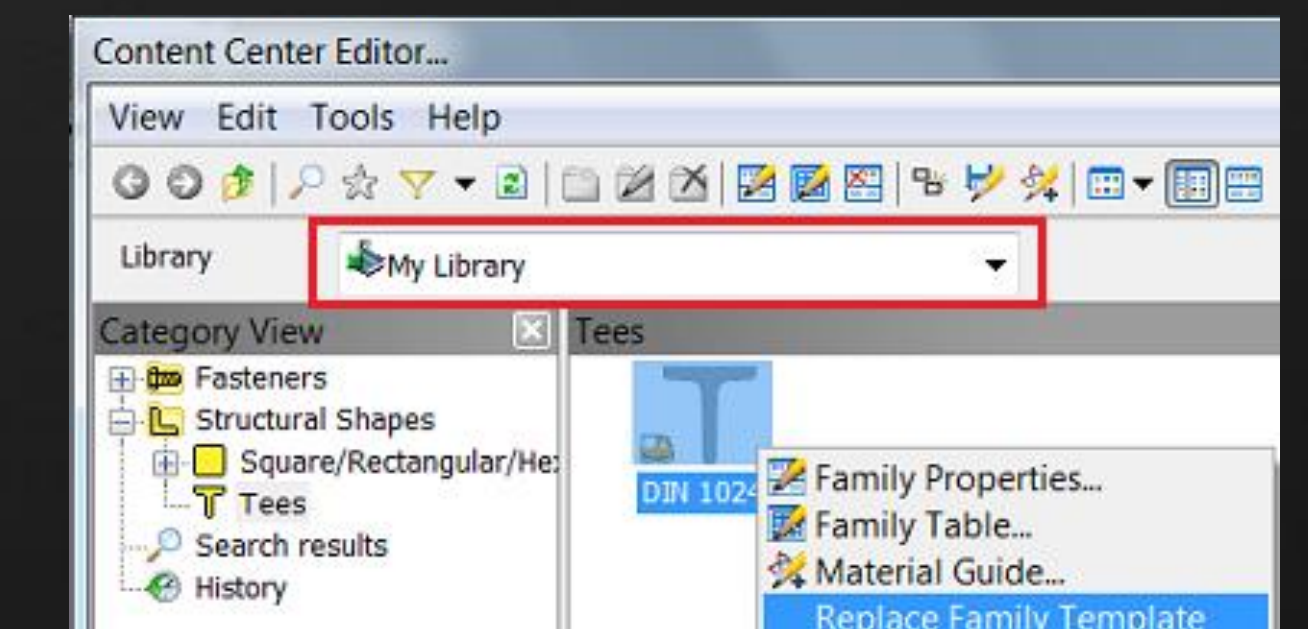 Content Center Editor...
View Edit Tools Help
Library
My Library
Category View
Tees
Fasteners
Structural Shapes
Square/Rectangular/He
Tees
Search results
History
DIN 1024
Family Properties...
Family Table...
Material Guide...
Replace Family Template